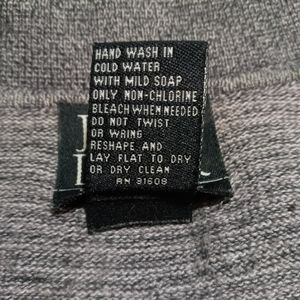 HAND WASH IN
COLD WATER
WITH MILD SOAP
ONLY NON-CHLORINE
BLEACH WHEN NEEDED
DO NOT TWIST
OR WRING
RESHAPE AND
LAY FLAT TO DRY
OR DRY CLEAN
RN 81608